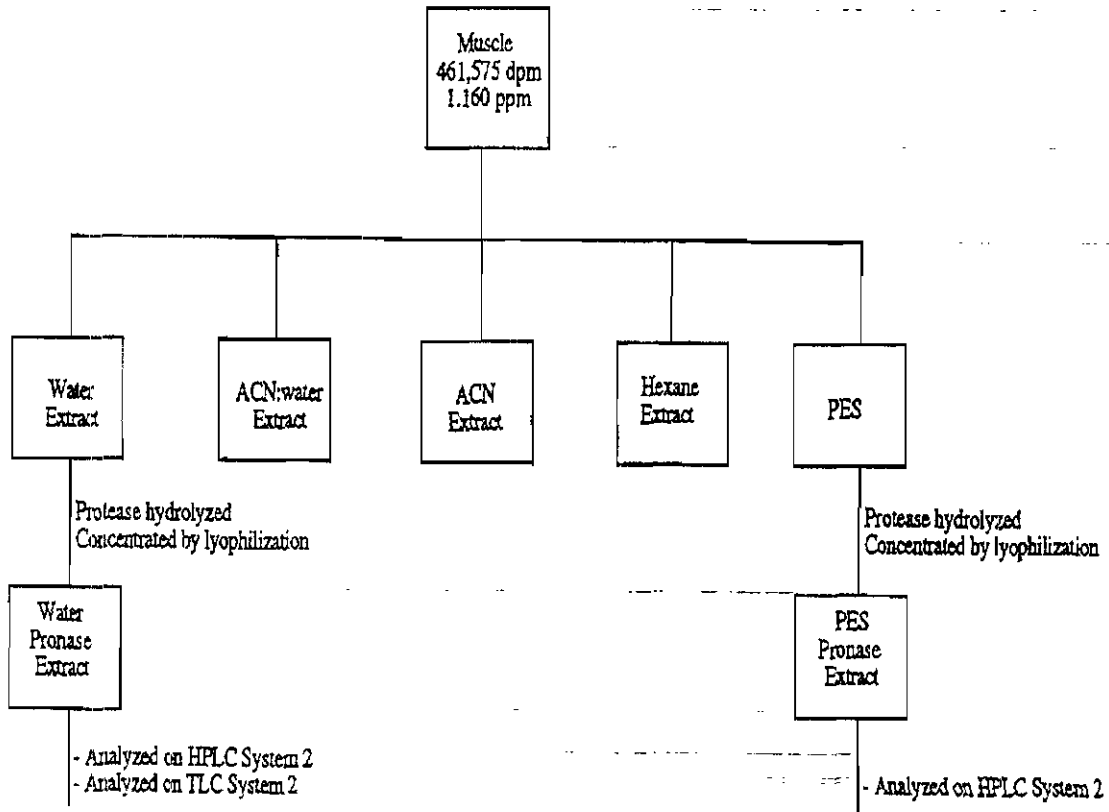 Muscle
461,575 dpm
1.160 ppm
Water
Extract
ACN:water
Extract
ACN
Extract
Hexane
Extract
PES
Protease hydrolyzed
Concentrated by lyophilization
Protease hydrolyzed
Concentrated by lyophilization
Water
Pronase
Extract
PES
Pronase
Extract
- Analyzed on HPLC System 2
- Analyzed on TLC System 2
- Analyzed on HPLC System 2